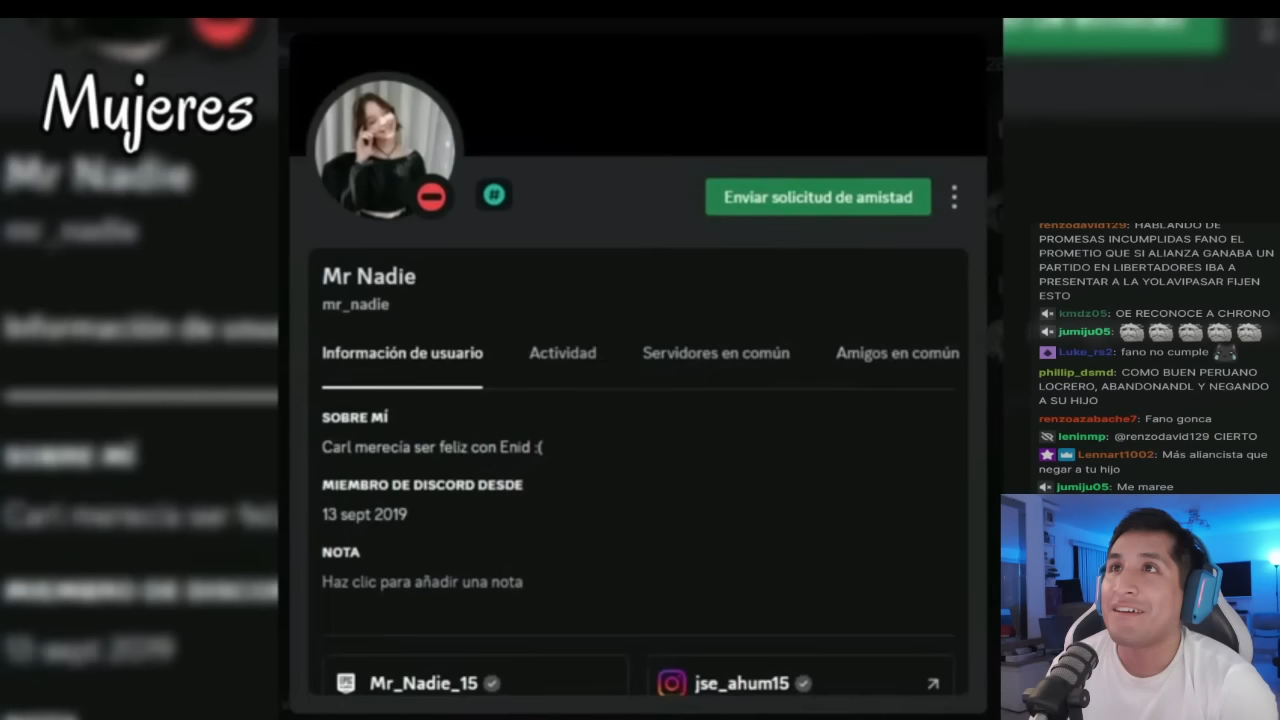 Mujeres
Mr Nadie
mr_nadie
Enviar solicitud de amistad
Mr Nadie
mr_nadie
Información de usuario
Actividad
Servidores en común
Amigos en común
SOBRE MÍ
Carl merecía ser feliz con Enid :(
MIEMBRO DE DISCORD DESDE
13 sept 2019
NOTA
Haz clic para añadir una nota
Mr_Nadie_15
jse_ahum15
renzodavid129: HABLANDO DE
PROMESAS INCUMPLIDAS FANO EL
PROMETIO QUE SI ALIANZA GANABA UN
PARTIDO EN LIBERTADORES IBA A
PRESENTAR A LA YOLAVIPASAR FIJEN
ESTO
kmdz05: OE RECONOCE A CHRONO
jumiju05:
Luke_rs2: fano no cumple
phillip_dsmd: COMO BUEN PERUANO
LOCRERO, ABANDONANDL Y NEGANDO
A SU HIJO
renzoazabache7: Fano gonca
leninmp: @renzodavid129 CIERTO
Lennart1002: Más aliancista que
negar a tu hijo
jumiju05: Me maree